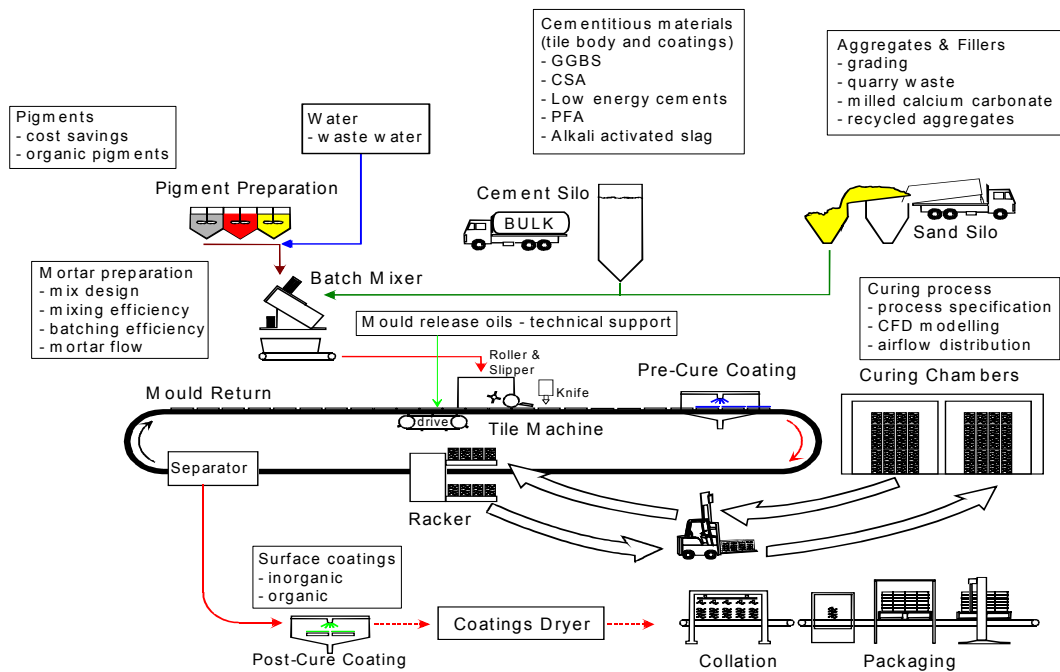 Cementitious materials
(tile body and coatings)
- GGBS
- CSA
- Low energy cements
- PFA
- Alkali activated slag
Aggregates & Fillers
- grading
- quarry waste
- milled calcium carbonate
- recycled aggregates
Pigments
- cost savings
- organic pigments
Water
- waste water
Pigment Preparation
Cement Silo
BULK
Sand Silo
Mortar preparation
- mix design
- mixing efficiency
- batching efficiency
- mortar flow
Batch Mixer
Curing process
- process specification
- CFD modelling
- airflow distribution
Mould release oils - technical support
Roller &
Slipper
Knife
Pre-Cure Coating
Curing Chambers
Mould Return
drive
Tile Machine
Separator
Racker
Surface coatings
- inorganic
- organic
Post-Cure Coating
Coatings Dryer
Collation
Packaging